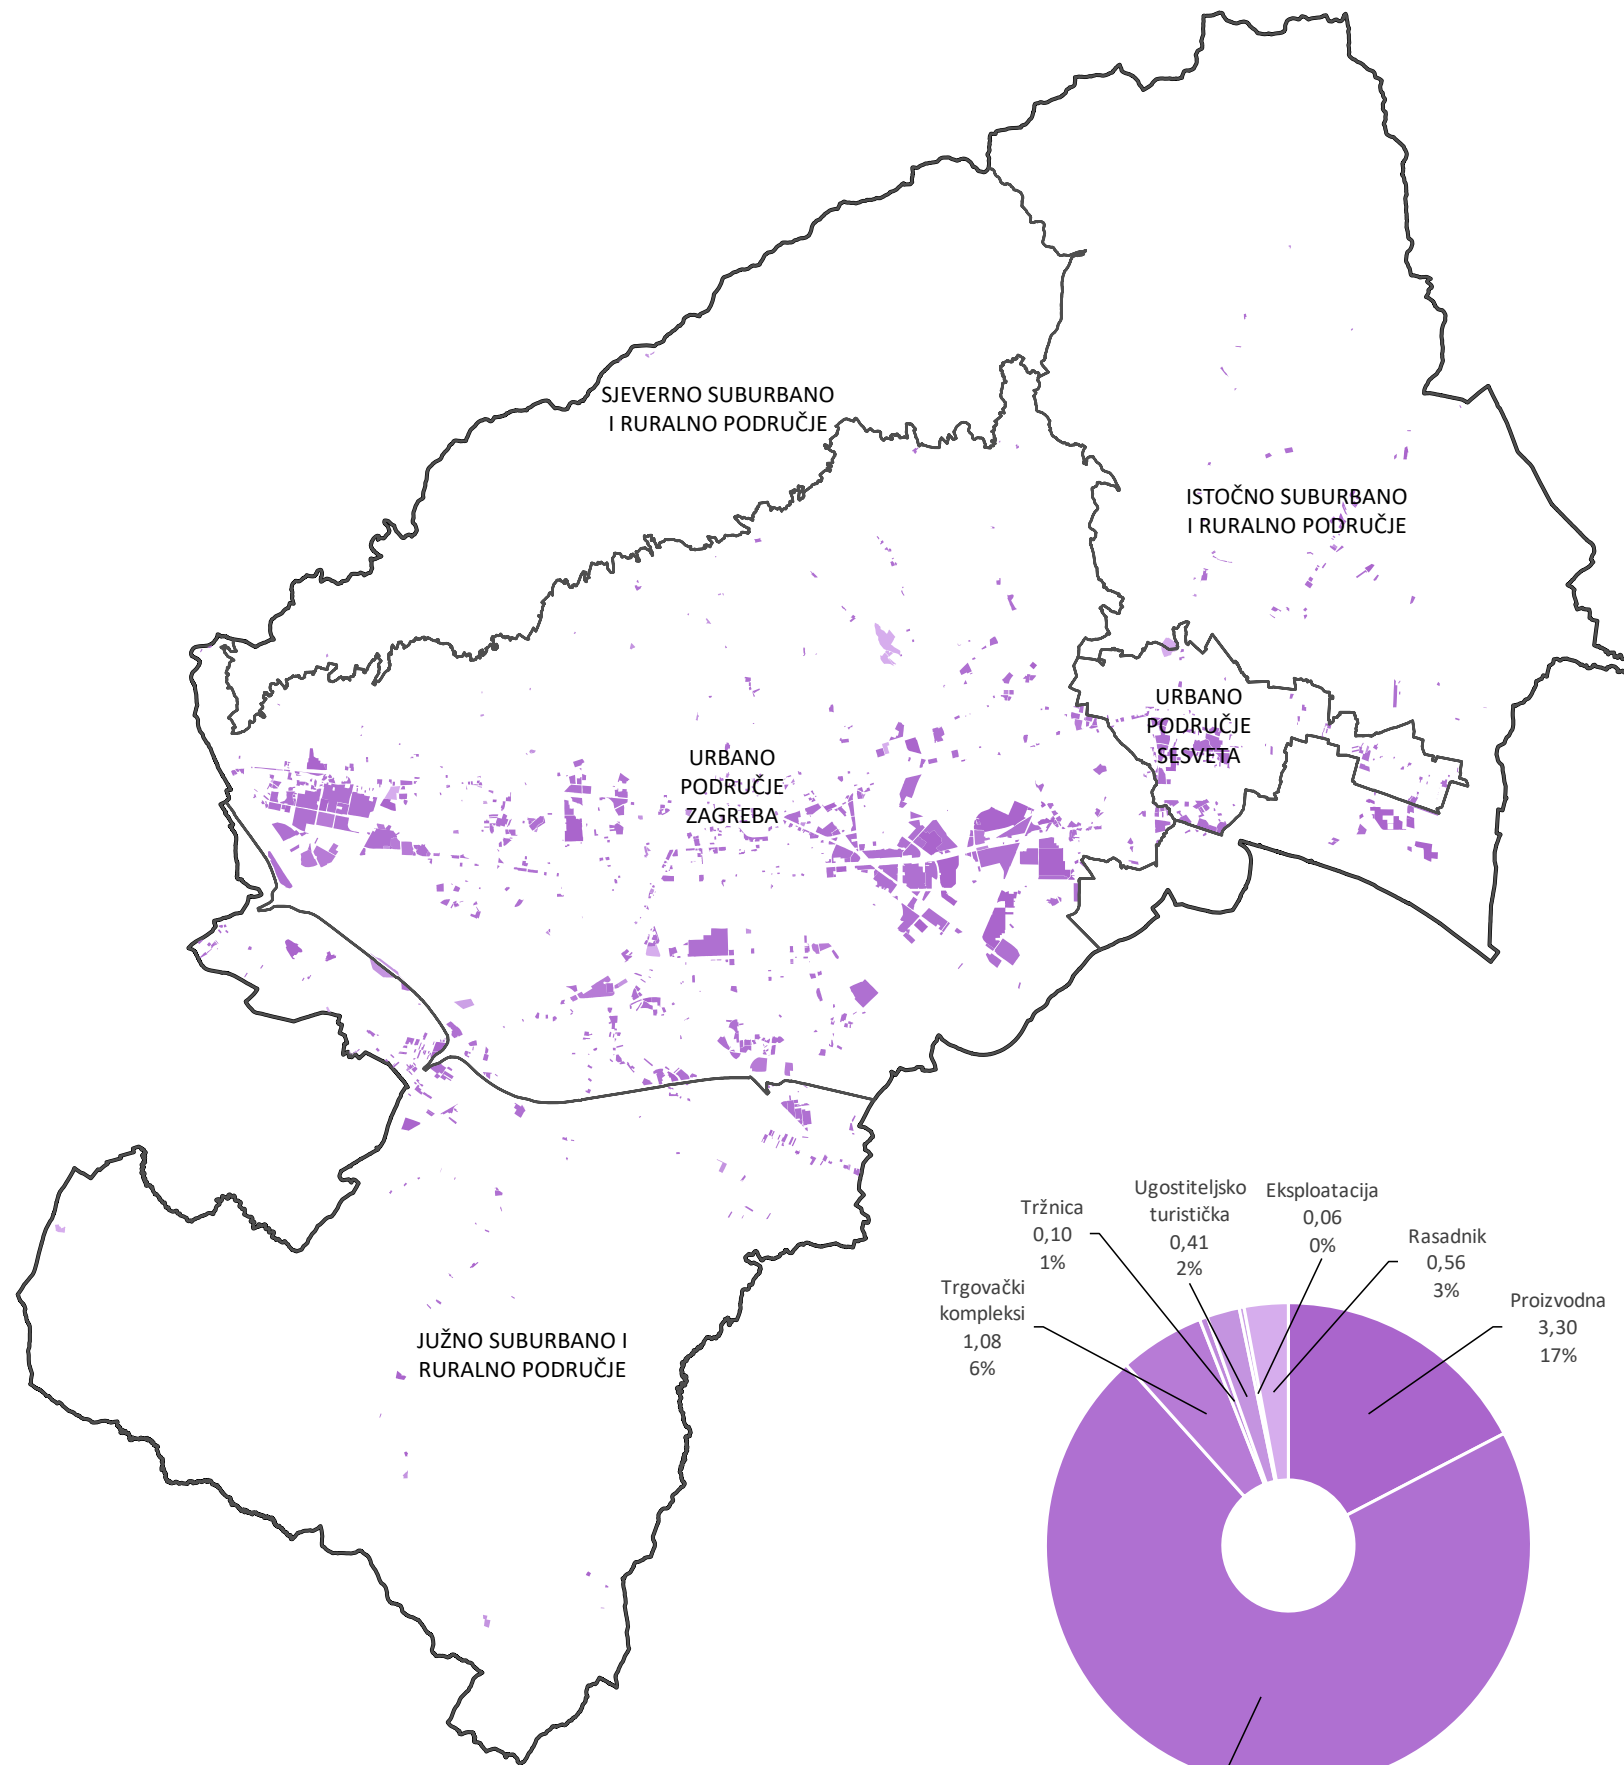 SJEVERNO SUBURBANO
I RURALNO PODRUČJE
ISTOČNO SUBURBANO
I RURALNO PODRUČJE
URBANO
PODRUČJE
SESVETA
URBANO
PODRUČJE
ZAGREBA
JUŽNO SUBURBANO I
RURALNO PODRUČJE
Trgovački
kompleksi
1,08
6%
Tržnica
0,10
1%
Ugostiteljsko
turistička
0,41
2%
Eksploatacija
0,06
0%
Rasadnik
0,56
3%
Proizvodna
3,30
17%